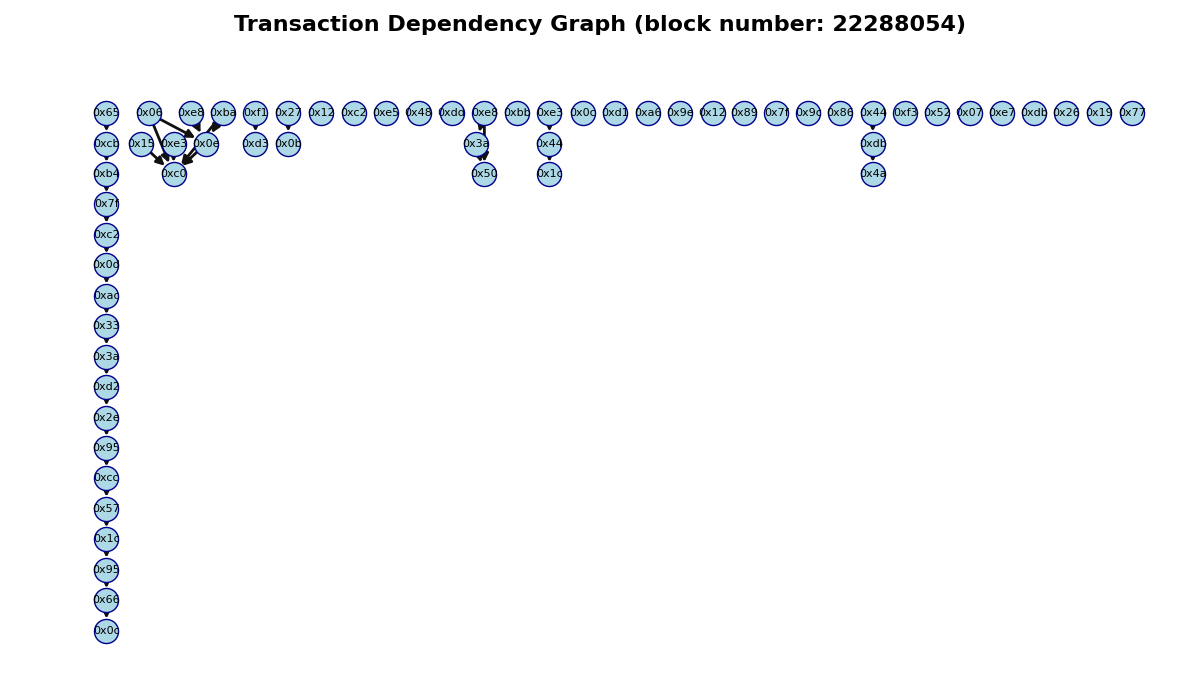 Transaction Dependency Graph (block number: 22288054)
0x65 0x06 0xe8 0xba 0xf1 0x27 0x12 0xc2 0xe5 0x48 0xdd 0xe8 0xbb 0xe3 0x0c 0xd1 0xa6 0x9e 0x12 0x89 0x7f 0x9c 0x86 0x44 0xf3 0x52 0x07 0xe7 0xdb 0x26 0x19 0x77
0xcb 0x15 0xe3 0x0e 0xd3 0x0b 0x3a 0x44 0xdb
0xb4 0xc0 0x50 0x1c 0x4a
0x7f
0xc2
0x0d
0xac
0x33
0x3a
0xd2
0x2e
0x95
0xcc
0x57
0x1c
0x95
0x66
0x0c